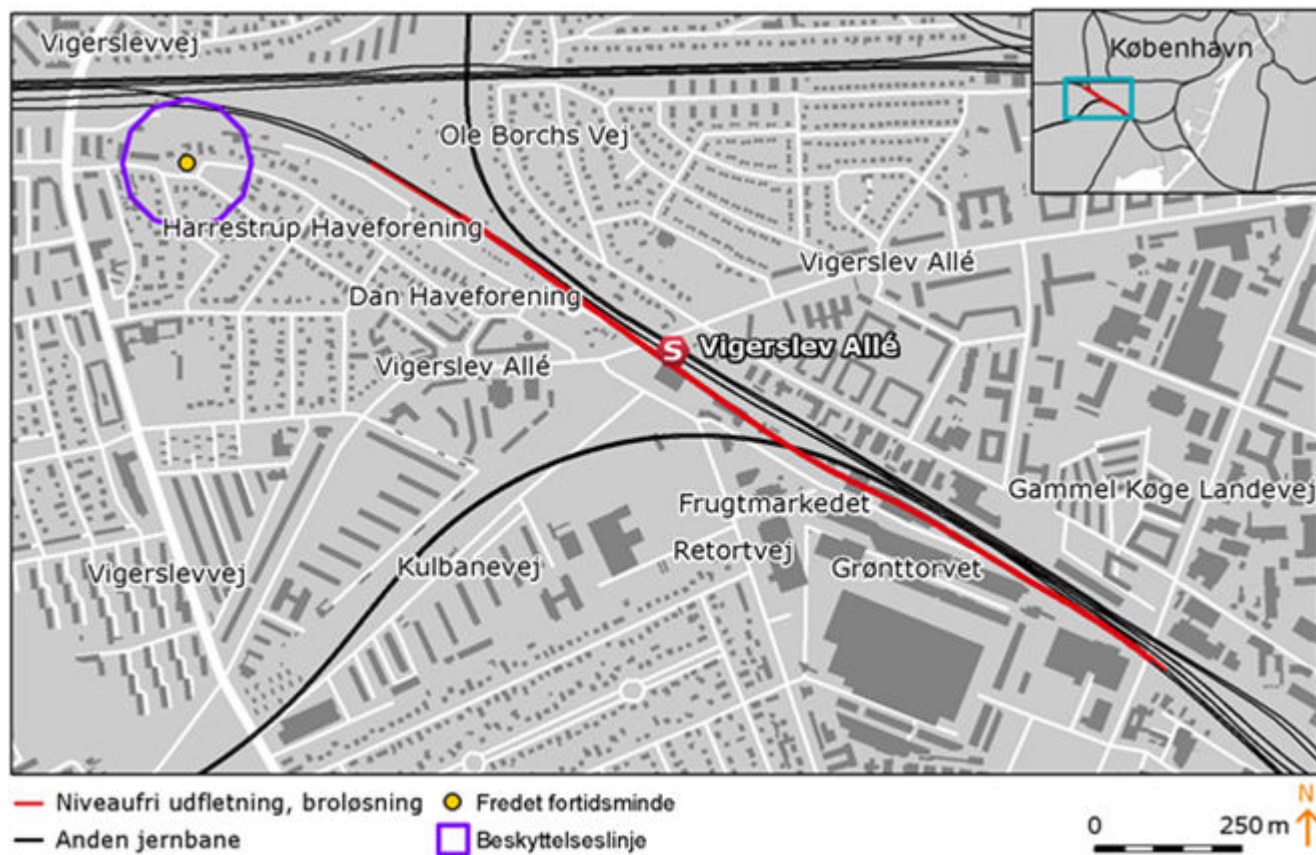 Vigerslevvej
København
Ole Borchs Vej
Harrestrup Haveforening
Vigerslev Allé
Dan Haveforening
S Vigerslev Allé
Vigerslev Allé
Gammel Køge Landevej
Frugtmarkedet
Retortvej
Kulbanevej
Grønttorvet
Vigerslevvej
Niveaufri udfletning, broløsning
Fredet fortidsminde
N
Anden jernbane
Beskyttelseslinje
0 250 m